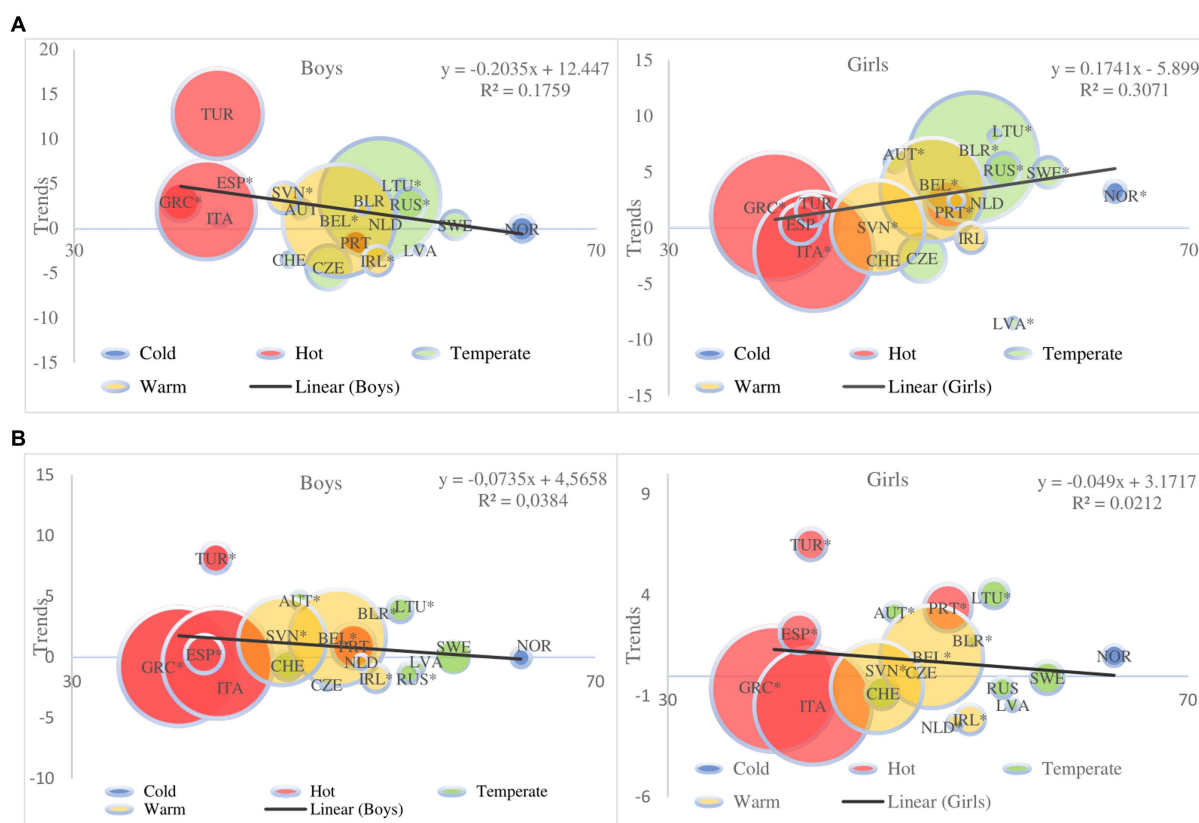 A
Boys
y = -0.2035x + 12.447
R² = 0.1759
20
15
10
5
0
-5
-10
-15
Trends
30
70
TUR
ESP*
GRC*
ITA
SVN*
AUT
BEL*
BLR
LTU*
RUS*
NLD
SWE
NOR
PRT
LVA
CHE
CZE
IRL*
Cold
Hot
Temperate
Warm
Linear (Boys)
Girls
y = 0.1741x - 5.899
R² = 0.3071
15
10
5
0
-5
-10
-15
Trends
30
70
LTU*
AUT*
BLR*
RUS*
SWE*
BEL*
NOR*
GRC*
TUR
NLD
PRT*
ESP
SVN*
IRL
ITA*
CHE
CZE
LVA*
Cold
Hot
Temperate
Warm
Linear (Girls)
B
Boys
y = -0,0735x + 4,5658
R² = 0,0384
15
10
5
0
-5
-10
Trends
30
70
TUR*
AUT*
LTU*
BLR*
SVN*
BEL*
PRT
SWE
NOR
GRC*
ESP*
CHE
NLD
LVA
ITA
CZE
IRL*
RUS*
Cold
Hot
Temperate
Warm
Linear (Boys)
Girls
y = -0.049x + 3.1717
R² = 0.0212
9
4
-1
-6
Trends
30
70
TUR*
LTU*
AUT*
PRT*
ESP*
BLR*
BEL*
NOR
SVN*
CZE
SWE
GRC*
CHE
RUS
ITA
LVA
NLD*
IRL*
Cold
Hot
Temperate
Warm
Linear (Girls)